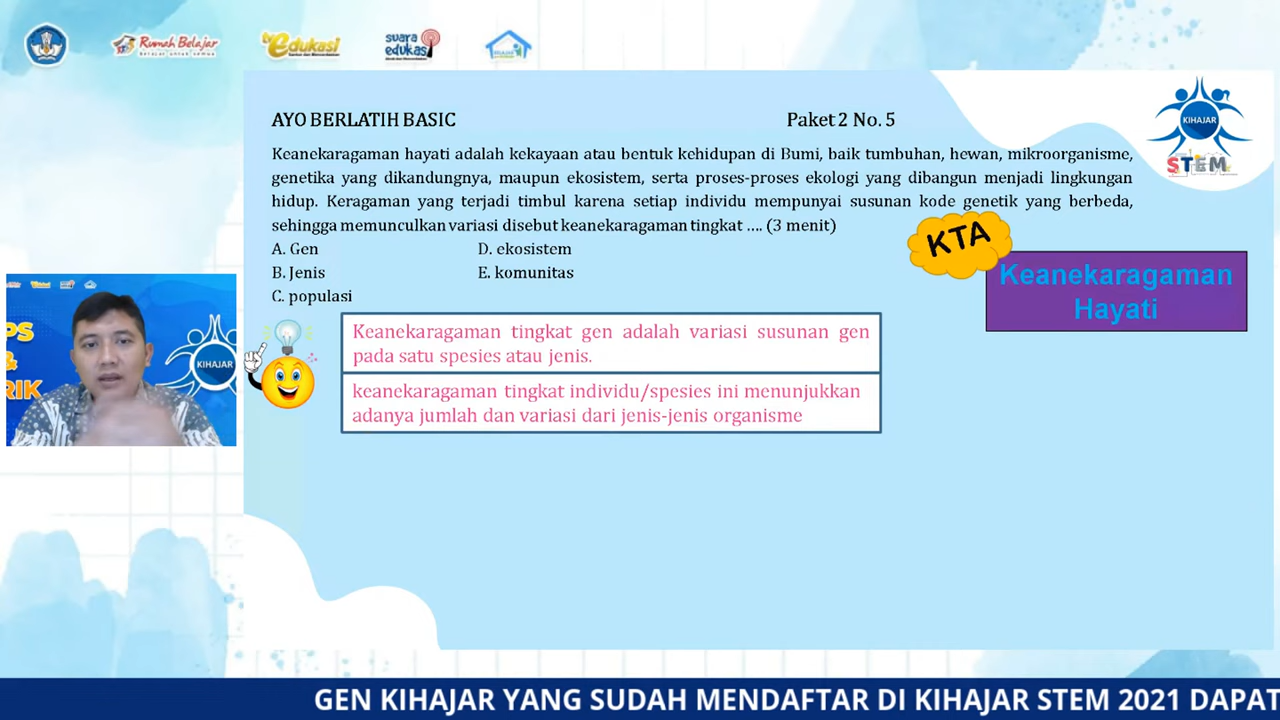 Rumah Belajar
tv Edukasi
suara
edukasi
AYO BERLATIH BASIC
Paket 2 No. 5
KIHAJAR
STEM
Keanekaragaman hayati adalah kekayaan atau bentuk kehidupan di Bumi, baik tumbuhan, hewan, mikroorganisme,
genetika yang dikandungnya, maupun ekosistem, serta proses-proses ekologi yang dibangun menjadi lingkungan
hidup. Keragaman yang terjadi timbul karena setiap individu mempunyai susunan kode genetik yang berbeda,
sehingga memunculkan variasi disebut keanekaragaman tingkat .... (3 menit)
A. Gen
D. ekosistem
B. Jenis
E. komunitas
C. populasi
KTA
Keanekaragaman
Hayati
Keanekaragaman tingkat gen adalah variasi susunan gen
pada satu spesies atau jenis.
keanekaragaman tingkat individu/spesies ini menunjukkan
adanya jumlah dan variasi dari jenis-jenis organisme
PS
&
RIK
KIHAJAR
GEN KIHAJAR YANG SUDAH MENDAFTAR DI KIHAJAR STEM 2021 DAPAT